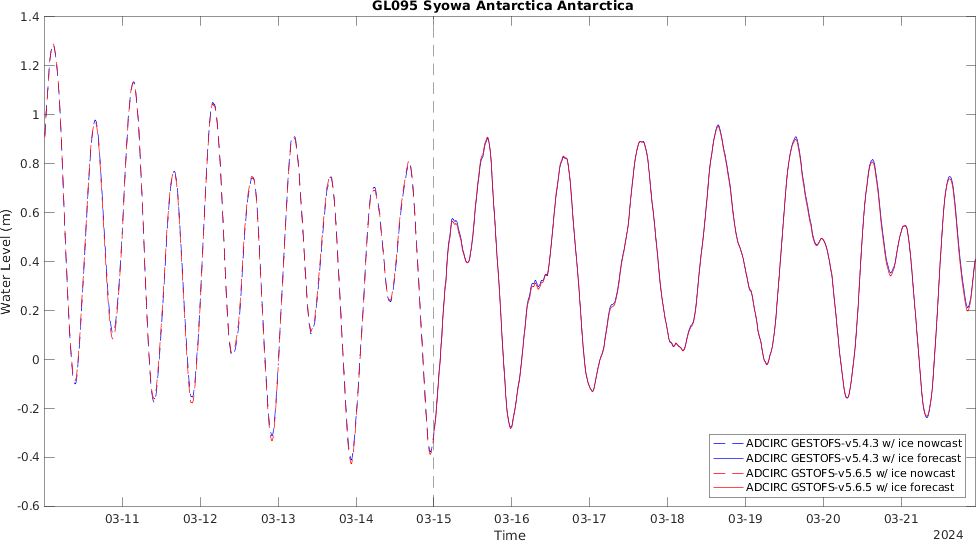 GL095 Syowa Antarctica Antarctica
1.4
1.2
1
0.8
0.6
0.4
0.2
0
-0.2
-0.4
-0.6
Water Level (m)
ADCIRC GESTOFS-v5.4.3 w/ ice nowcast
ADCIRC GESTOFS-v5.4.3 w/ ice forecast
ADCIRC GSTOFS-v5.6.5 w/ ice nowcast
ADCIRC GSTOFS-v5.6.5 w/ ice forecast
03-11 03-12 03-13 03-14 03-15 03-16 03-17 03-18 03-19 03-20 03-21
Time
2024